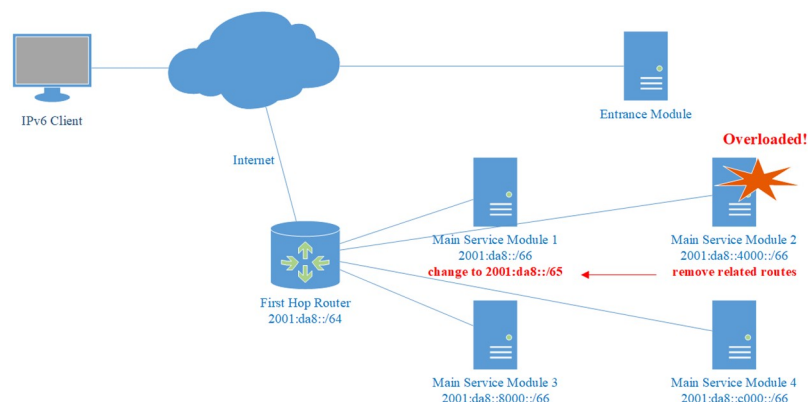 IPv6 Client
Entrance Module
Overloaded!
Internet
Main Service Module 1
2001:da8::/66
change to 2001:da8::/65
Main Service Module 2
2001:da8::4000::/66
remove related routes
First Hop Router
2001:da8::/64
Main Service Module 3
2001:da8::8000::/66
Main Service Module 4
2001:da8::c000::/66